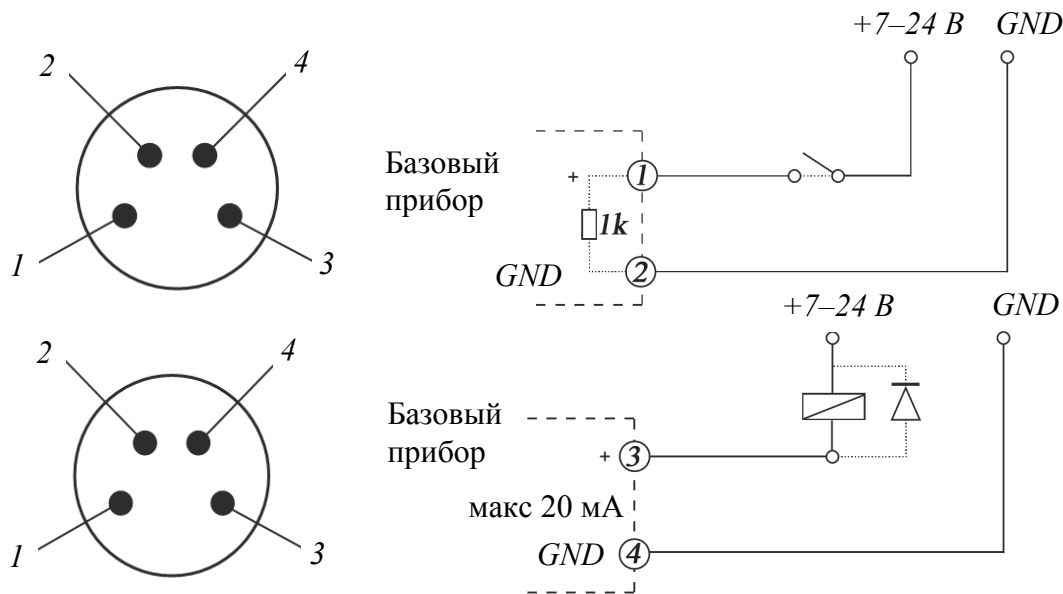 +7–24 В GND
2 4
Базовый
прибор
+ 1
1k
GND 2
1 3
+7–24 В GND
2 4
Базовый
прибор
+ 3
макс 20 мА
GND 4
1 3